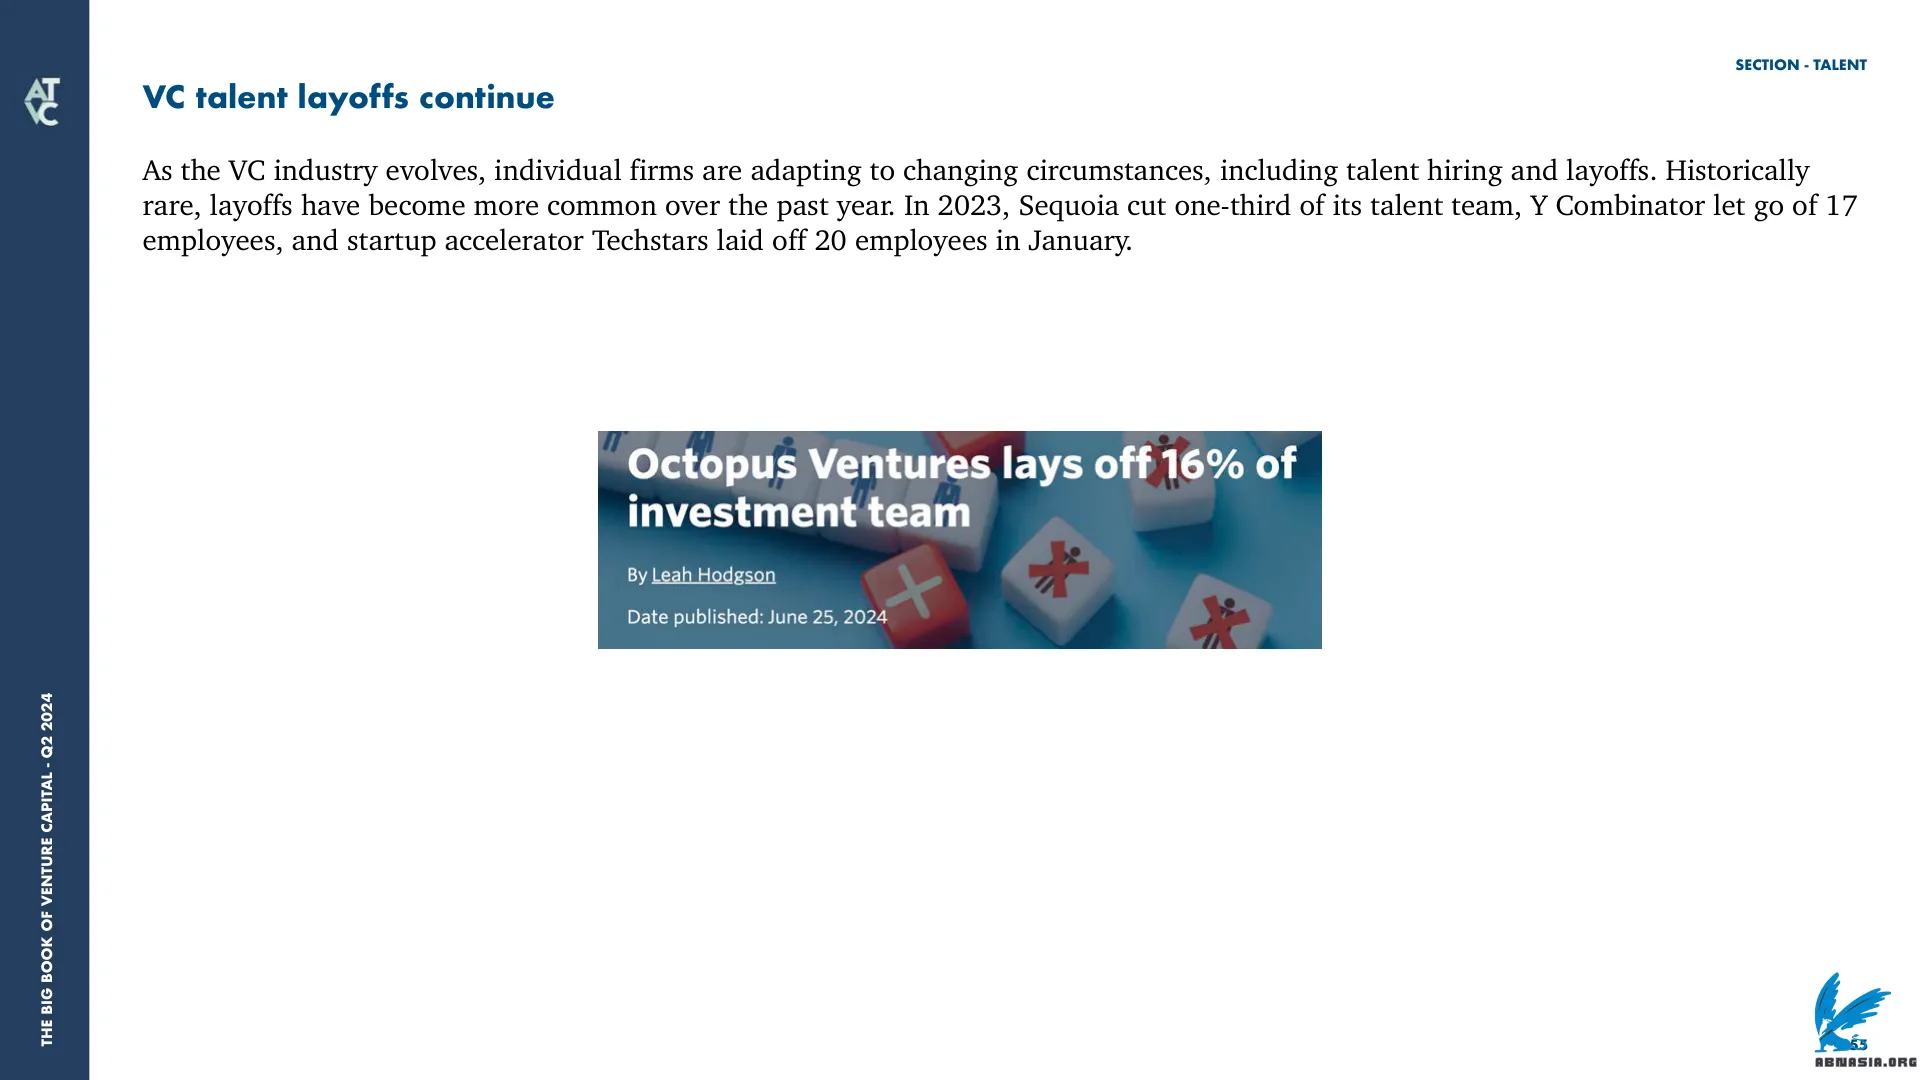 SECTION - TALENT
AT
VC
VC talent layoffs continue
As the VC industry evolves, individual firms are adapting to changing circumstances, including talent hiring and layoffs. Historically
rare, layoffs have become more common over the past year. In 2023, Sequoia cut one-third of its talent team, Y Combinator let go of 17
employees, and startup accelerator Techstars laid off 20 employees in January.
Octopus Ventures lays off 16% of
investment team
By Leah Hodgson
Date published: June 25, 2024
THE BIG BOOK OF VENTURE CAPITAL - Q2 2024
53
ABNASIA.ORG